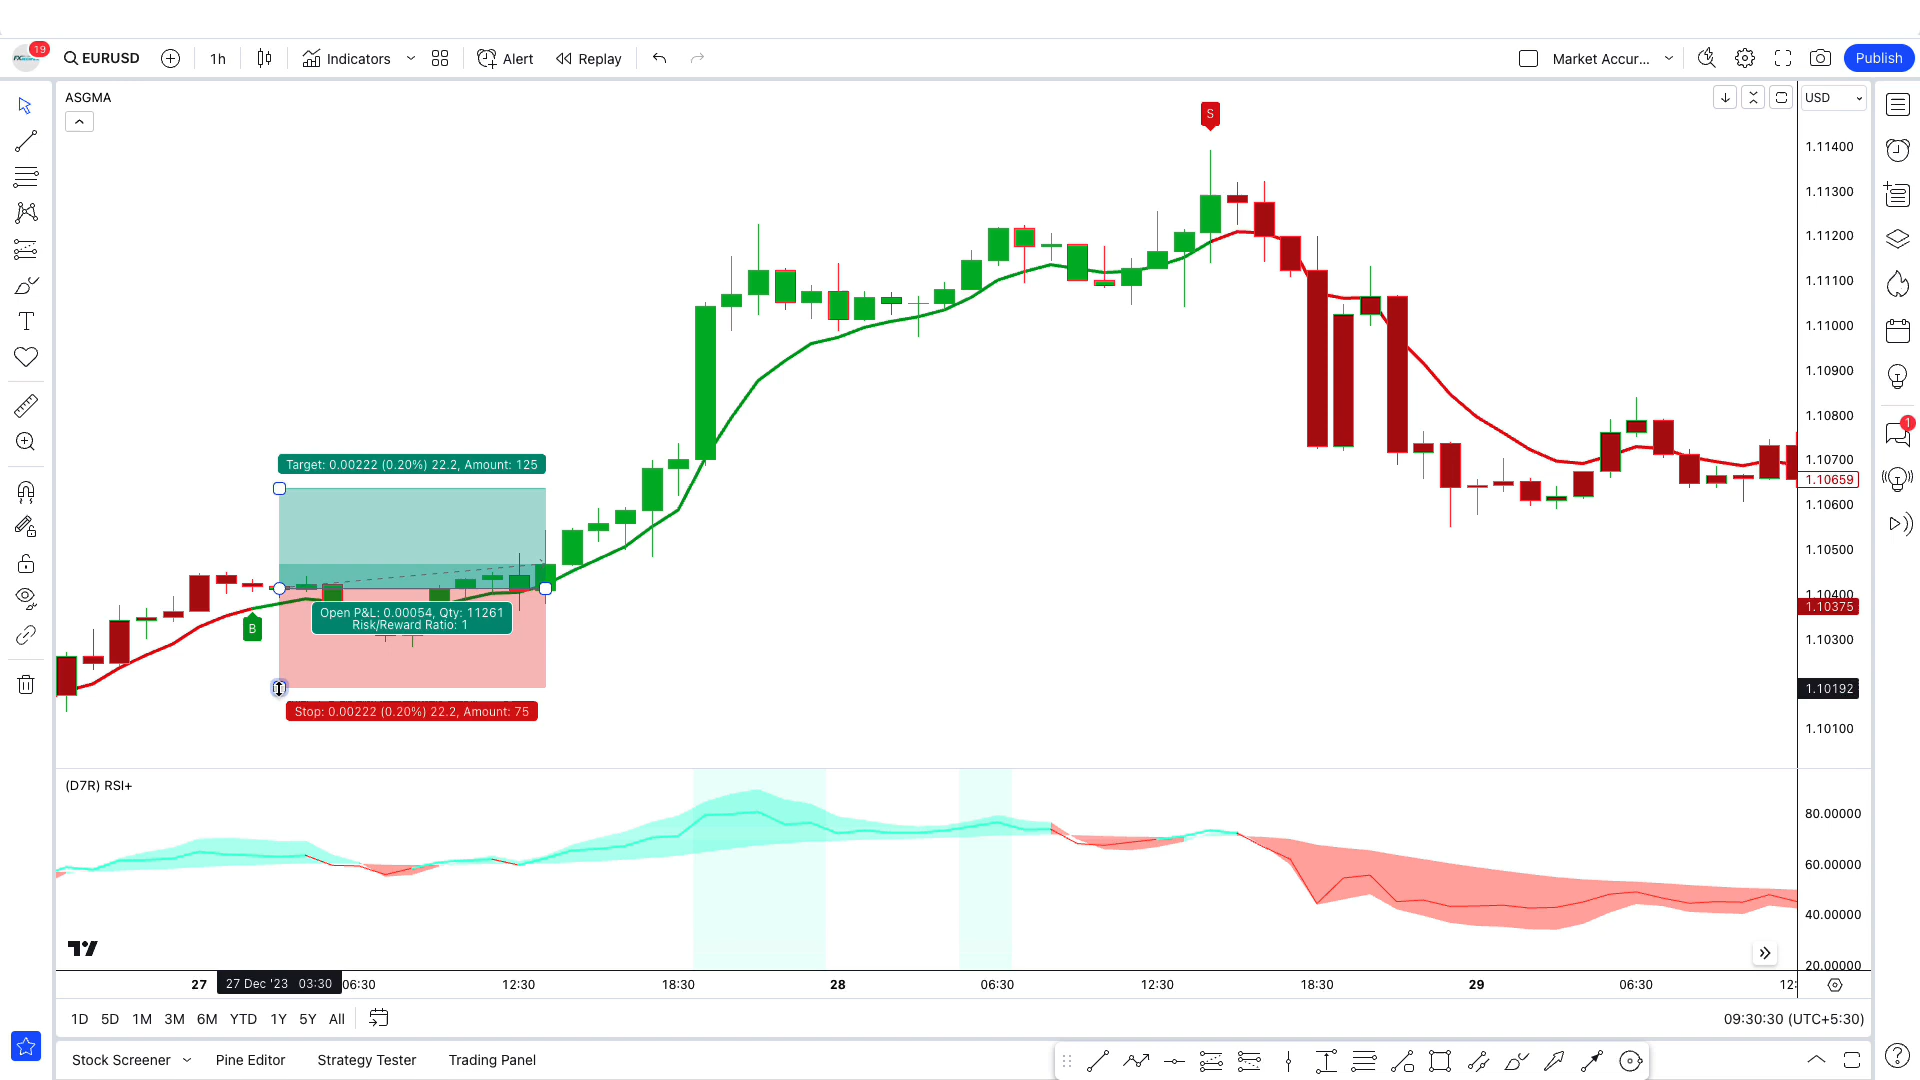 19
EURUSD
1h
Indicators
Alert
Replay
Market Accur...
Publish
ASGMA
USD
S
1.11400
1.11300
1.11200
1.11100
1.11000
1.10900
1.10800
1.10700
1.10659
1.10600
1.10500
1.10400
1.10375
1.10300
1.10192
1.10100
1
Target: 0.00222 (0.20%) 22.2, Amount: 125
Open P&L: 0.00054, Qty: 11261
Risk/Reward Ratio: 1
B
Stop: 0.00222 (0.20%) 22.2, Amount: 75
(D7R) RSI+
80.00000
60.00000
40.00000
20.00000
27
27 Dec '23 03:30
06:30
12:30
18:30
28
06:30
12:30
18:30
29
06:30
12:
1D 5D 1M 3M 6M YTD 1Y 5Y All
09:30:30 (UTC+5:30)
Stock Screener
Pine Editor
Strategy Tester
Trading Panel